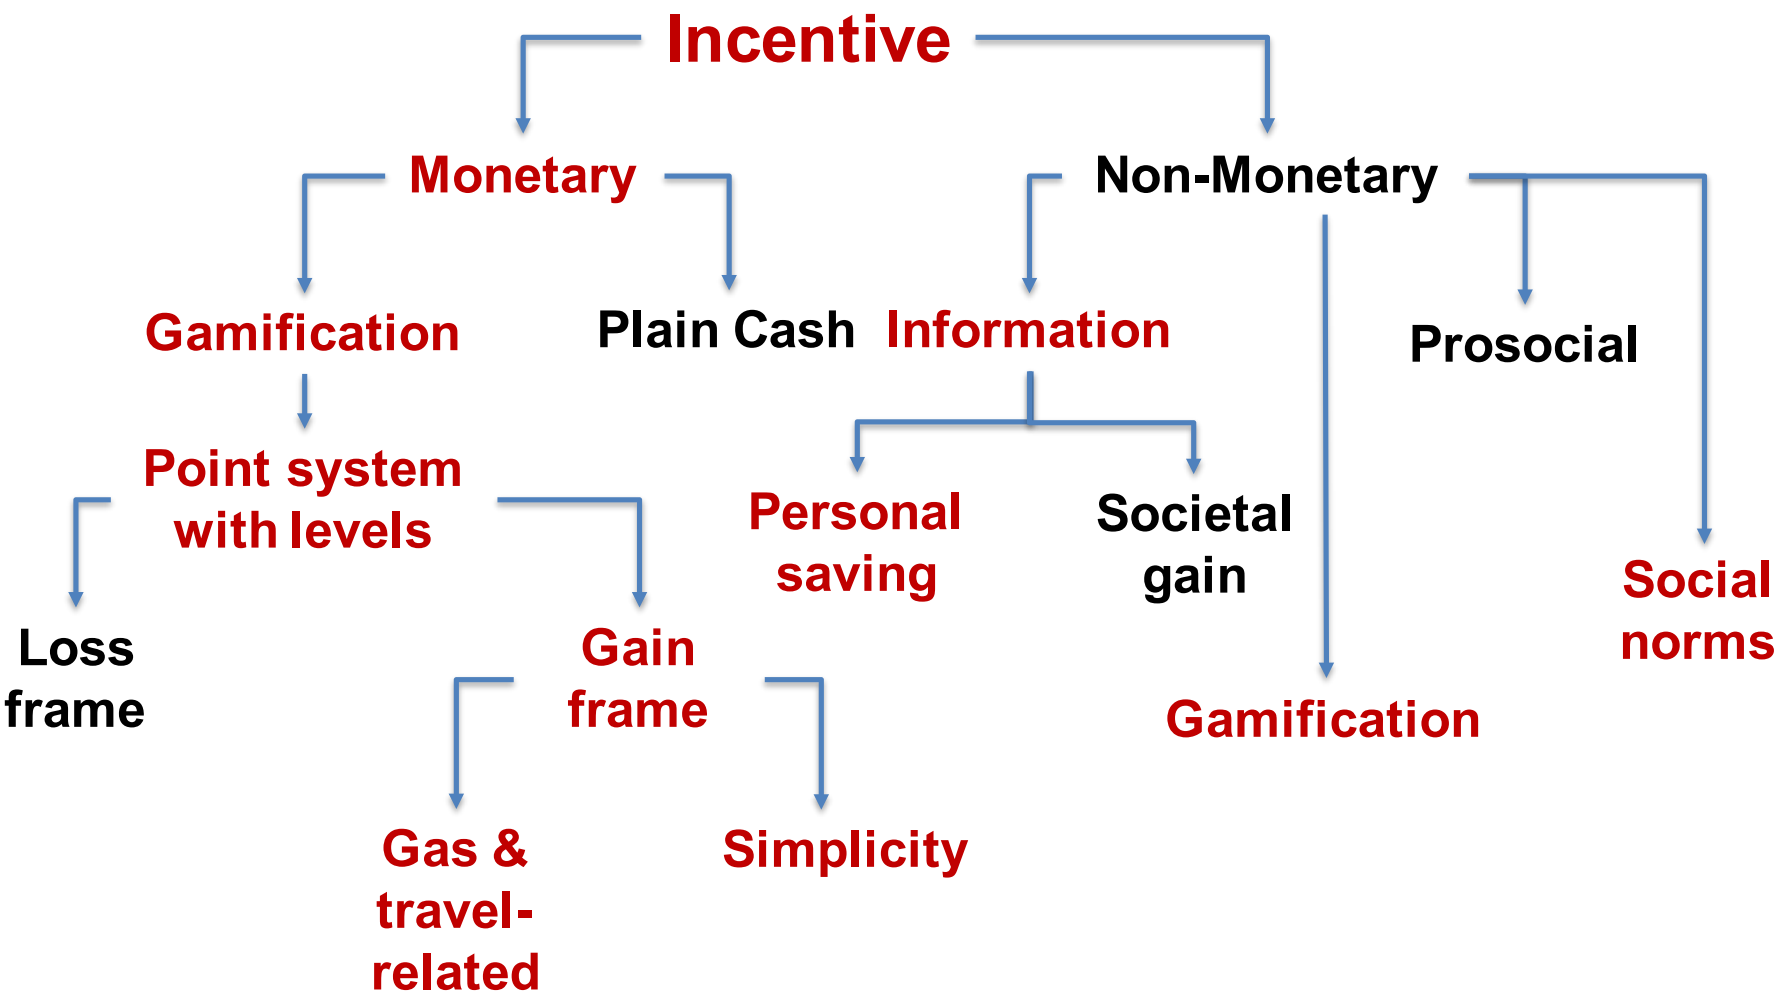 Incentive
Monetary
Non-Monetary
Gamification
Plain Cash
Information
Prosocial
Point system
with levels
Personal
saving
Societal
gain
Social
norms
Loss
frame
Gain
frame
Gamification
Gas &
travel-
related
Simplicity